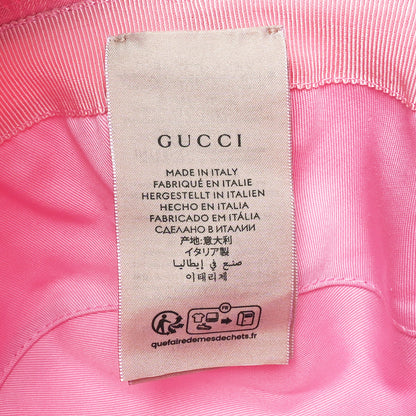 GUCCI
MADE IN ITALY
FABRIQUÉ EN ITALIE
HERGESTELLT IN ITALIEN
HECHO EN ITALIA
FABRICADO EM ITÁLIA
СДЕЛАНО В ИТАЛИИ
产地:意大利
イタリア製
صنع في إيطاليا
이태리제
FR
quefairedemesdechets.fr